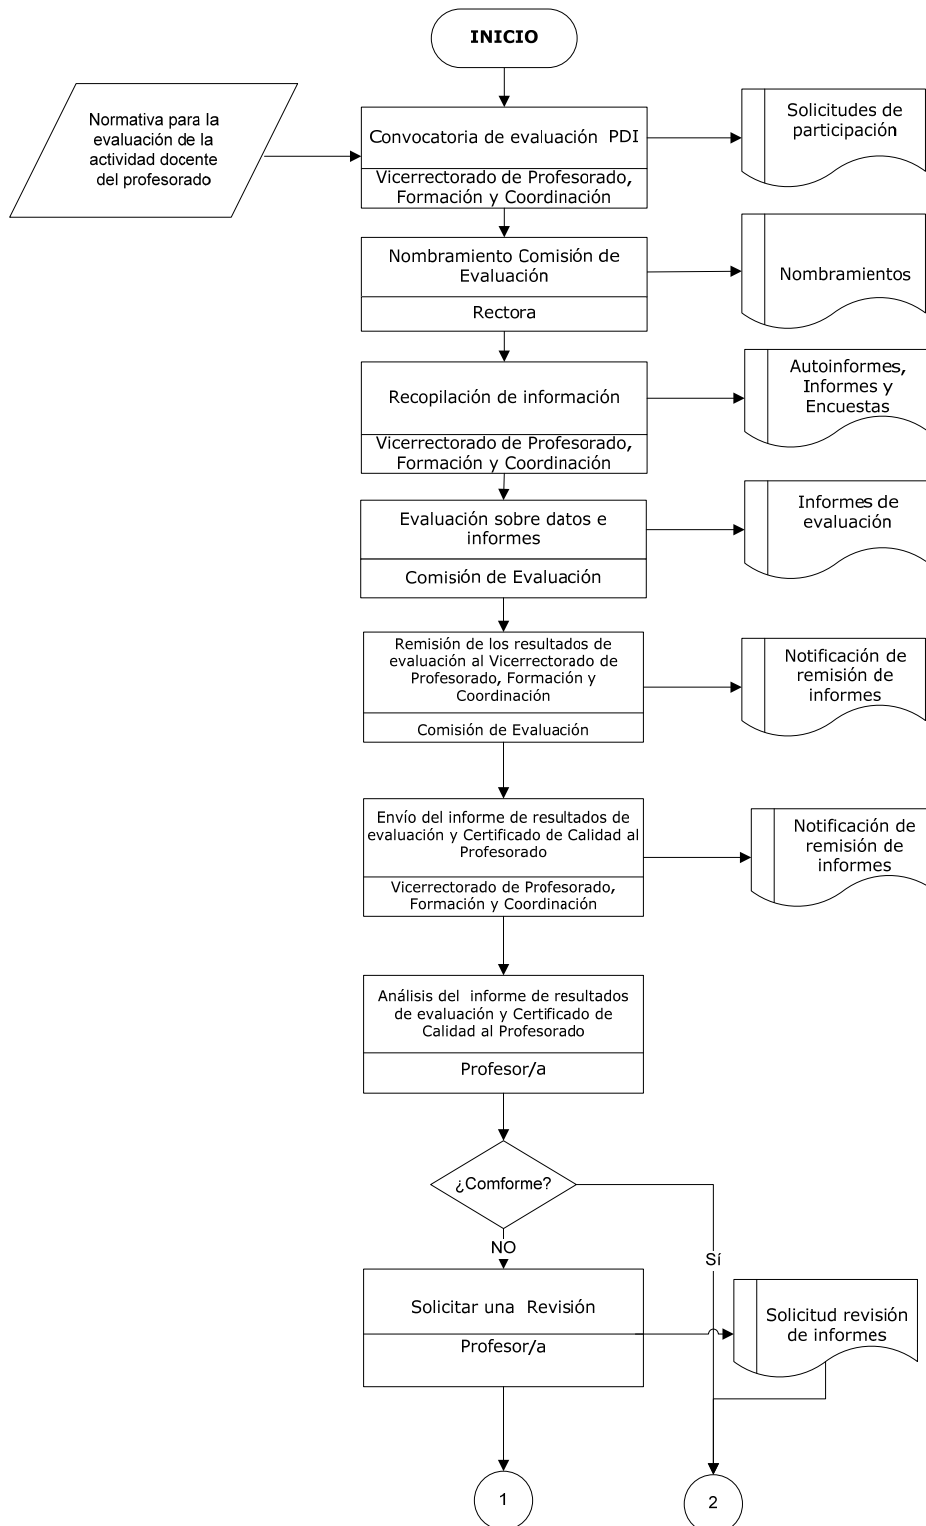 INICIO
Normativa para la
evaluación de la
actividad docente
del profesorado
Convocatoria de evaluación PDI
Vicerrectorado de Profesorado,
Formación y Coordinación
Solicitudes de
participación
Nombramiento Comisión de
Evaluación
Rectora
Nombramientos
Recopilación de información
Vicerrectorado de Profesorado,
Formación y Coordinación
Autoinformes,
Informes y
Encuestas
Evaluación sobre datos e
informes
Comisión de Evaluación
Informes de
evaluación
Remisión de los resultados de
evaluación al Vicerrectorado de
Profesorado, Formación y
Coordinación
Comisión de Evaluación
Notificación de
remisión de
informes
Envío del informe de resultados de
evaluación y Certificado de Calidad al
Profesorado
Vicerrectorado de Profesorado,
Formación y Coordinación
Notificación de
remisión de
informes
Análisis del informe de resultados
de evaluación y Certificado de
Calidad al Profesorado
Profesor/a
¿Comforme?
NO
Sí
Solicitar una Revisión
Profesor/a
Solicitud revisión
de informes
1
2